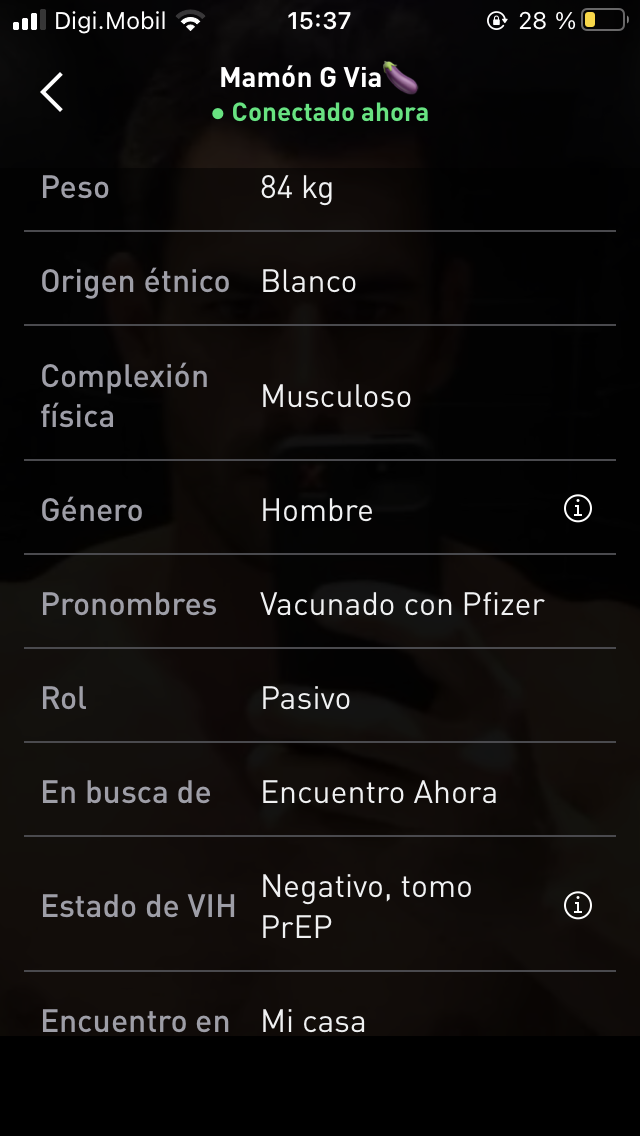 Digi.Mobil 15:37 28 %
Mamón G Via🍆
Conectado ahora
Peso 84 kg
Origen étnico Blanco
Complexión
física
Musculoso
Género Hombre
Pronombres Vacunado con Pfizer
Rol Pasivo
En busca de Encuentro Ahora
Estado de VIH
Negativo, tomo
PrEP
Encuentro en Mi casa